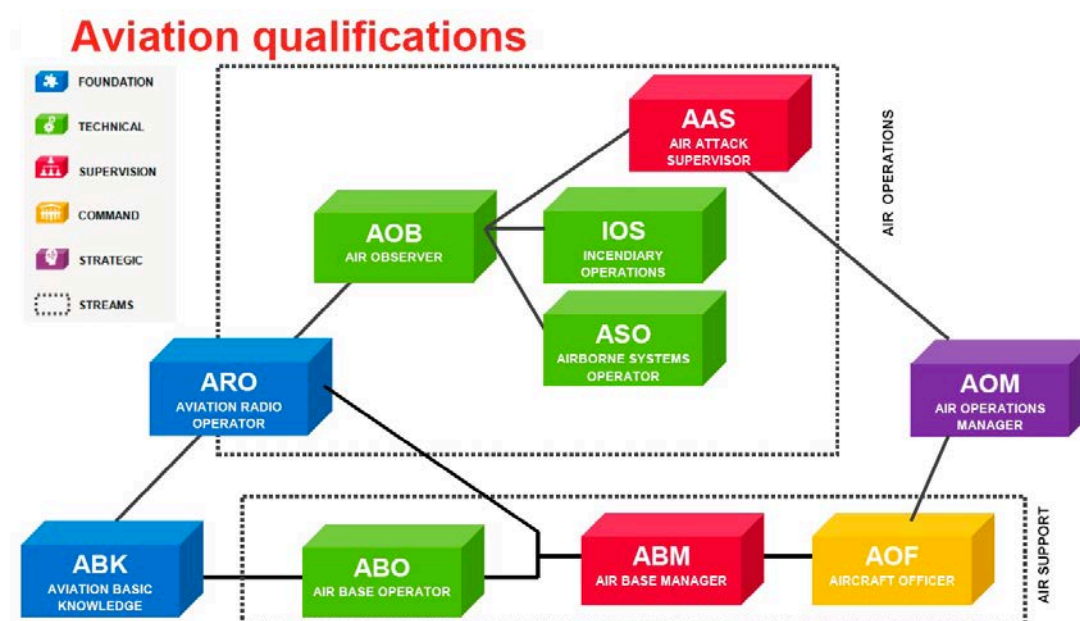 Aviation qualifications
FOUNDATION
TECHNICAL
SUPERVISION
COMMAND
STRATEGIC
STREAMS
AAS
AIR ATTACK
SUPERVISOR
AIR OPERATIONS
AOB
AIR OBSERVER
IOS
INCENDIARY
OPERATIONS
ASO
AIRBORNE SYSTEMS
OPERATOR
ARO
AVIATION RADIO
OPERATOR
AOM
AIR OPERATIONS
MANAGER
ABK
AVIATION BASIC
KNOWLEDGE
ABO
AIR BASE OPERATOR
ABM
AIR BASE MANAGER
AOF
AIRCRAFT OFFICER
AIR SUPPORT